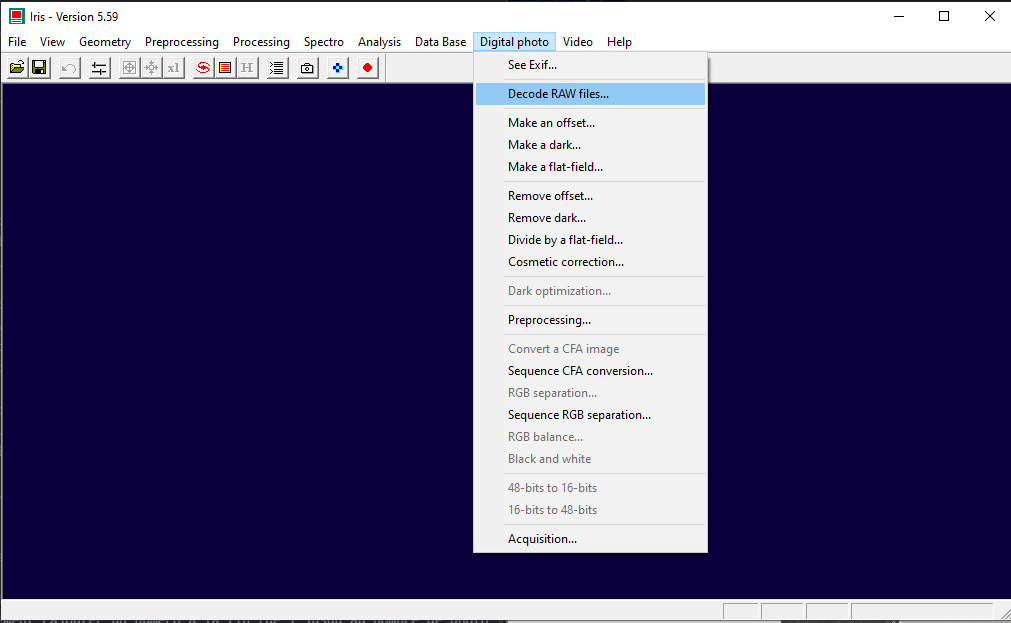 Iris - Version 5.59
File View Geometry Preprocessing Processing Spectro Analysis Data Base Digital photo Video Help
x1 H
See Exif...
Decode RAW files...
Make an offset...
Make a dark...
Make a flat-field...
Remove offset...
Remove dark...
Divide by a flat-field...
Cosmetic correction...
Dark optimization...
Preprocessing...
Convert a CFA image
Sequence CFA conversion...
RGB separation...
Sequence RGB separation...
RGB balance...
Black and white
48-bits to 16-bits
16-bits to 48-bits
Acquisition...